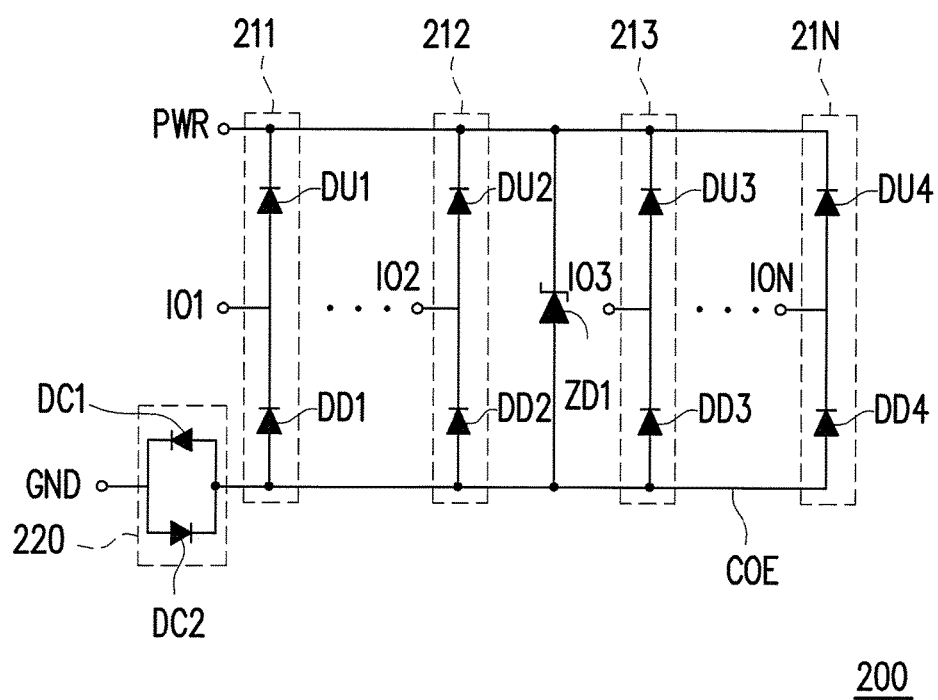 211 212 213 21N
PWR
DU1 DU2 DU3 DU4
IO1 IO2 IO3 ION
DC1 DD1 DD2 ZD1 DD3 DD4
GND
220
COE
DC2
200